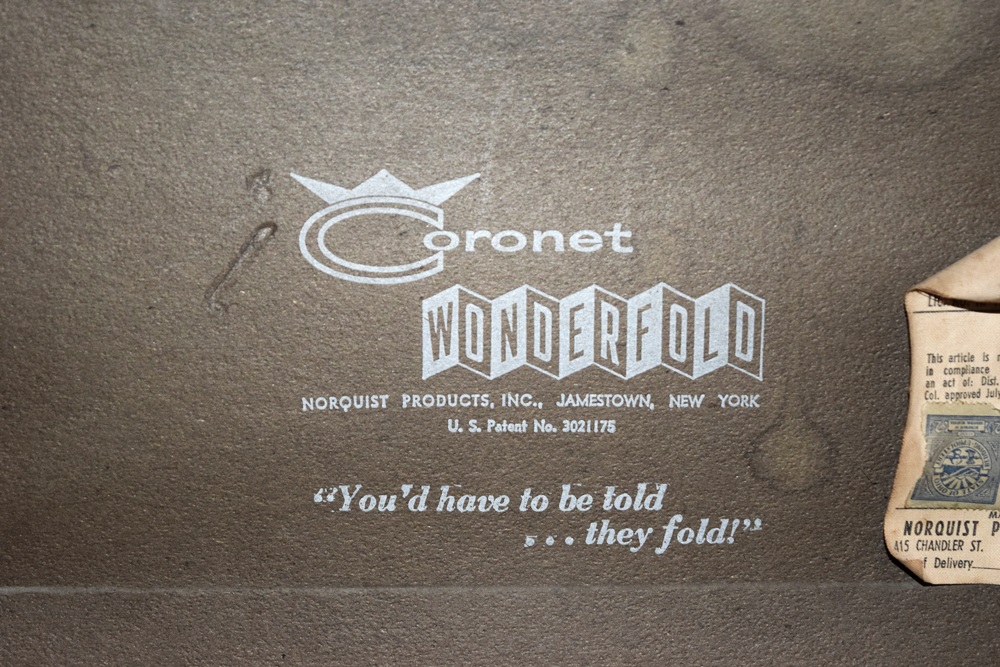 Coronet
WONDERFOLD
NORQUIST PRODUCTS, INC., JAMESTOWN, NEW YORK
U. S. Patent No. 3021175
“You'd have to be told
... they fold!”
This article is
in compliance
an act of: Dist.
Col. approved July
NORQUIST
415 CHANDLER ST.
f Delivery